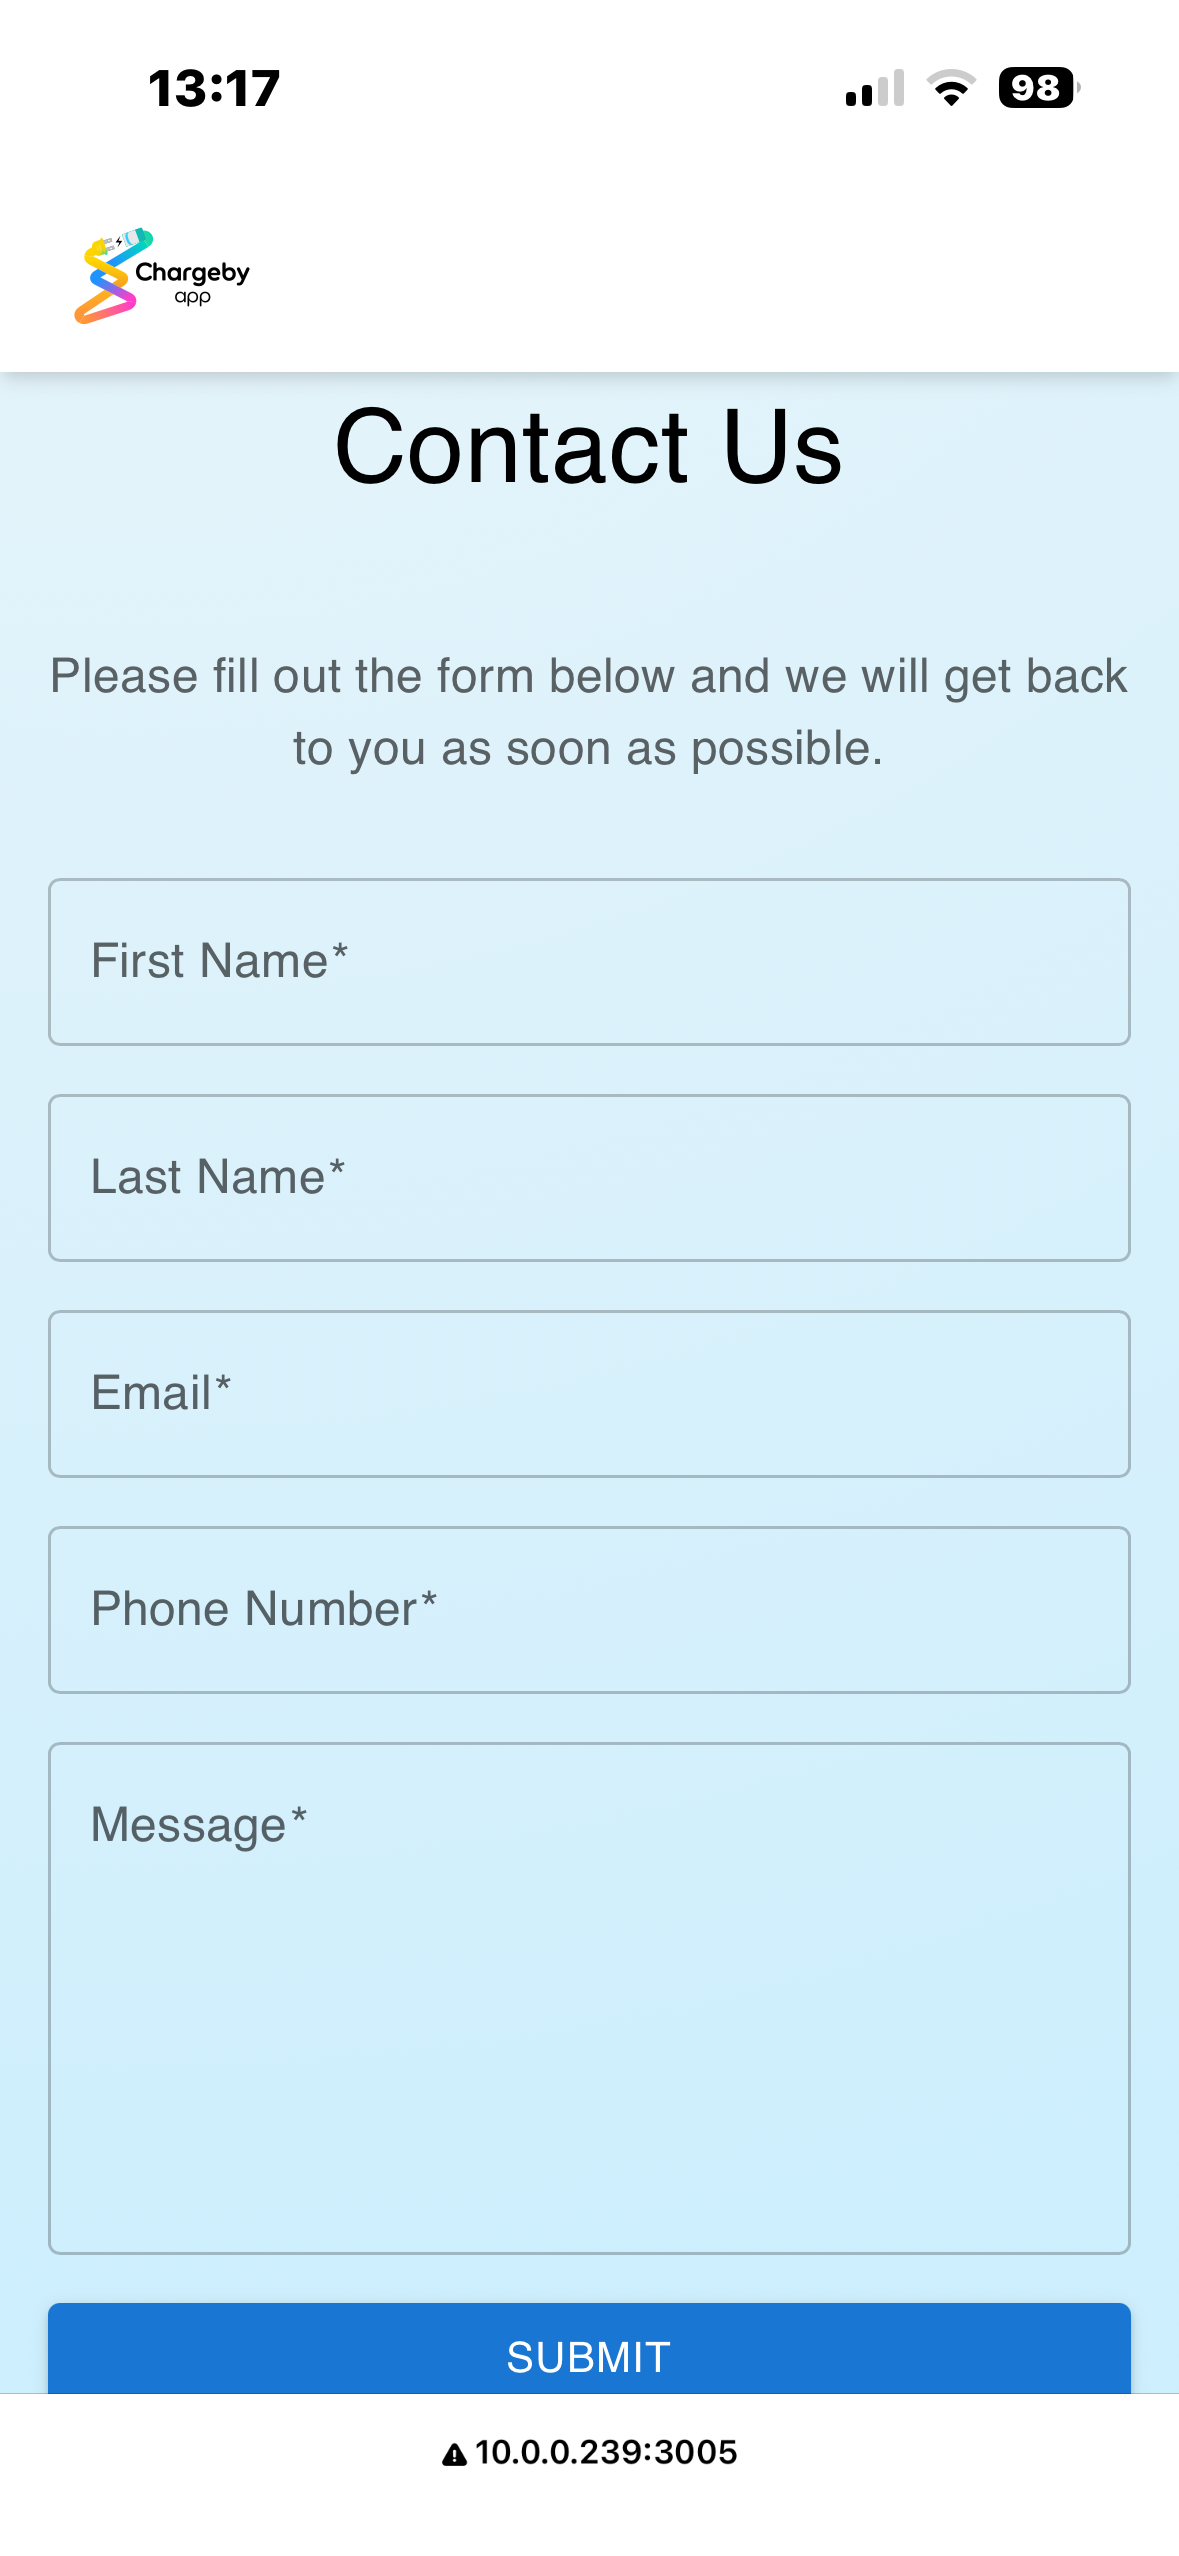 13:17
98
Chargeby
app
Contact Us
Please fill out the form below and we will get back
to you as soon as possible.
First Name*
Last Name*
Email*
Phone Number*
Message*
SUBMIT
10.0.0.239:3005